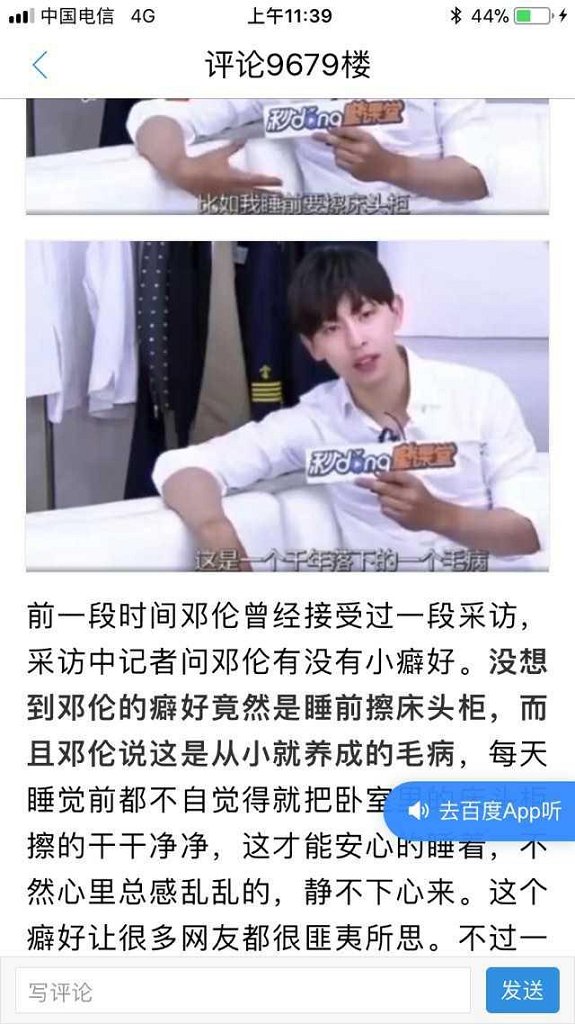 中国电信 4G 上午11:39 44%
评论9679楼
秒dǒng蜜课堂
比如我睡前要擦床头柜
秒dǒng蜜课堂
这是一个千年落下的一个毛病
前一段时间邓伦曾经接受过一段采访，
采访中记者问邓伦有没有小癖好。没想
到邓伦的癖好竟然是睡前擦床头柜，而
且邓伦说这是从小就养成的毛病，每天
睡觉前都不自觉得就把卧室里的床头柜
去百度App听
擦的干干净净，这才能安心的睡着，不
然心里总感乱乱的，静不下心来。这个
癖好让很多网友都很匪夷所思。不过一
写评论 发送